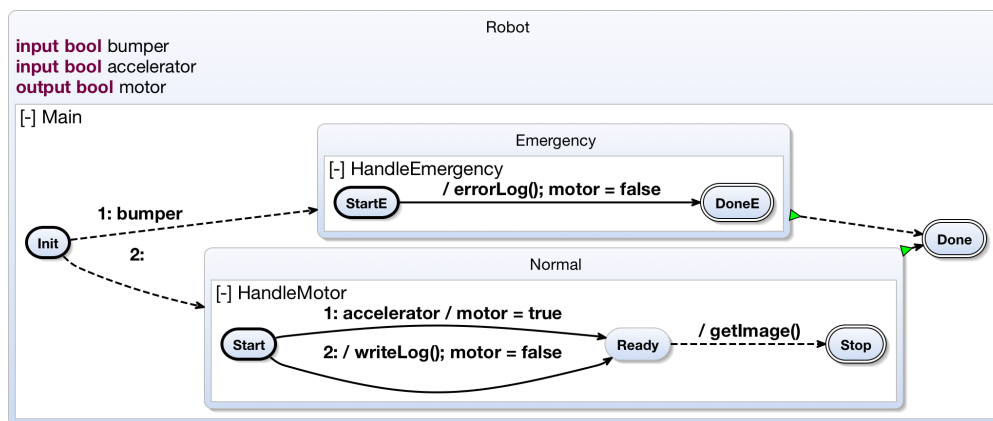 Robot
input bool bumper
input bool accelerator
output bool motor
[-] Main
Emergency
[-] HandleEmergency
StartE
/ errorLog(); motor = false
DoneE
1: bumper
Init
2:
Done
Normal
[-] HandleMotor
1: accelerator / motor = true
Start
2: / writeLog(); motor = false
Ready
/ getImage()
Stop